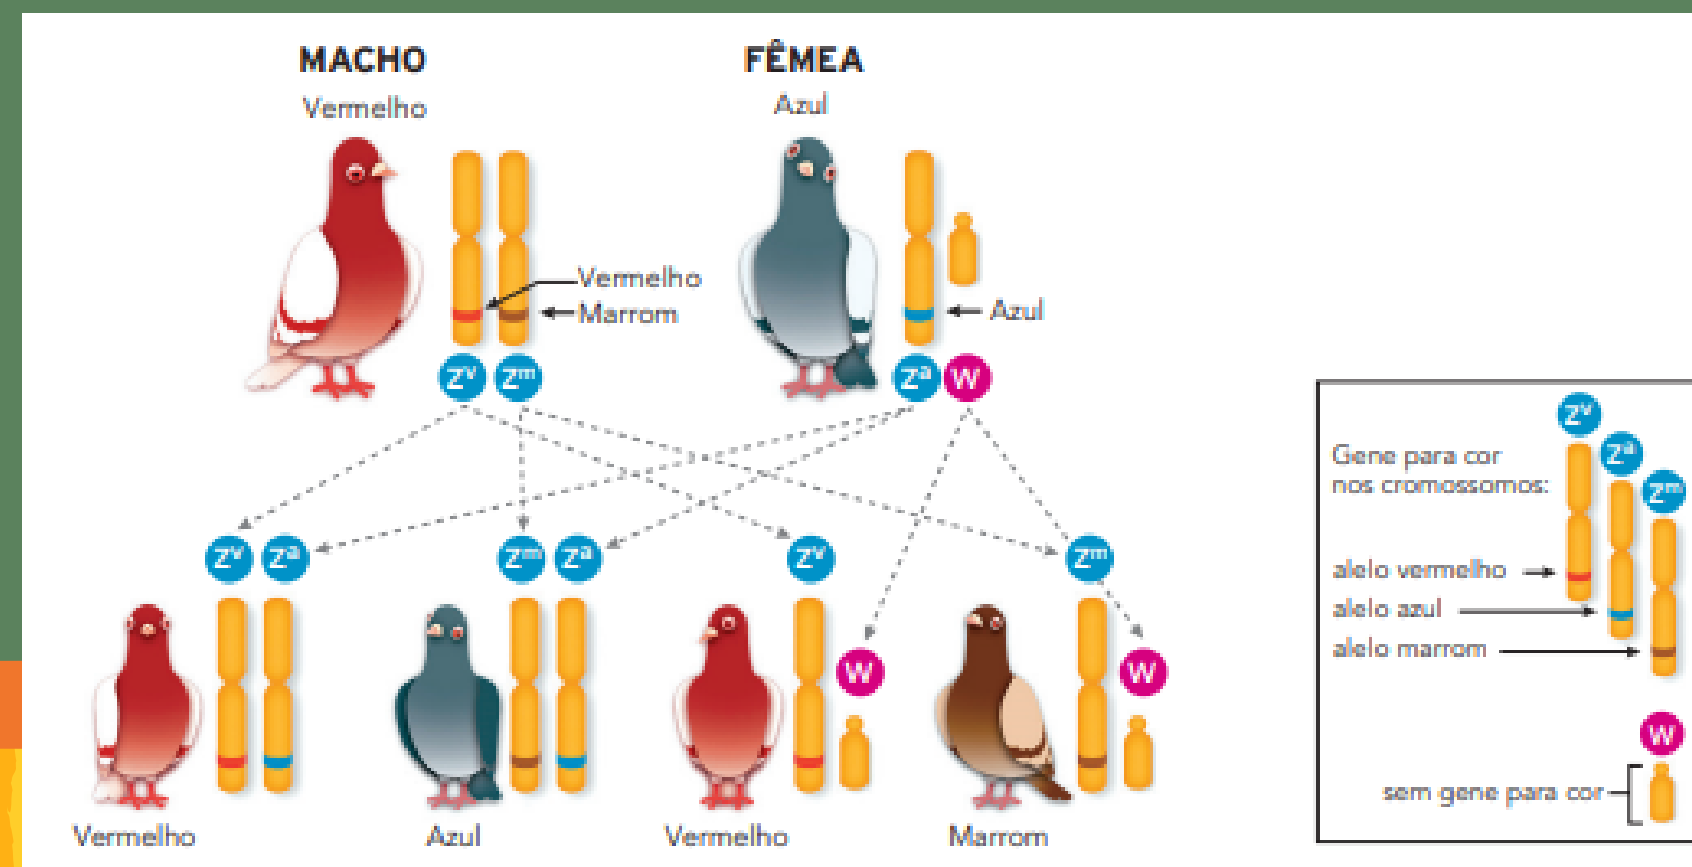 MACHO
Vermelho
FÊMEA
Azul
Vermelho
Marrom
Azul
Zv Zm
Za W
Zv Za
Zm Za
Zv
W
Zm
W
Vermelho
Azul
Vermelho
Marrom
Zv
Za
Zm
Gene para cor
nos cromossomos:
alelo vermelho
alelo azul
alelo marrom
W
sem gene para cor